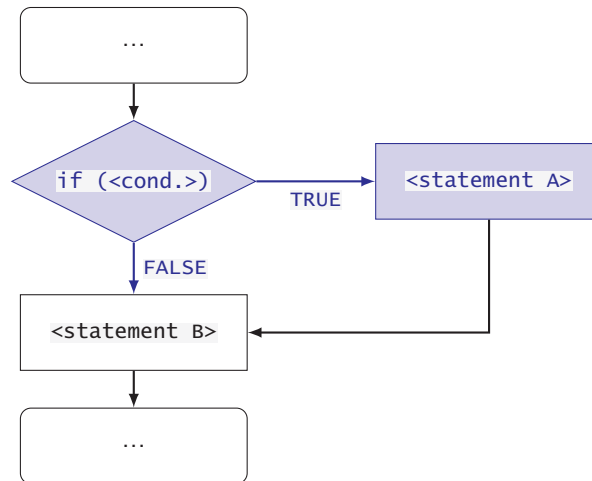 ...
if (<cond.>)
<statement A>
TRUE
FALSE
<statement B>
...